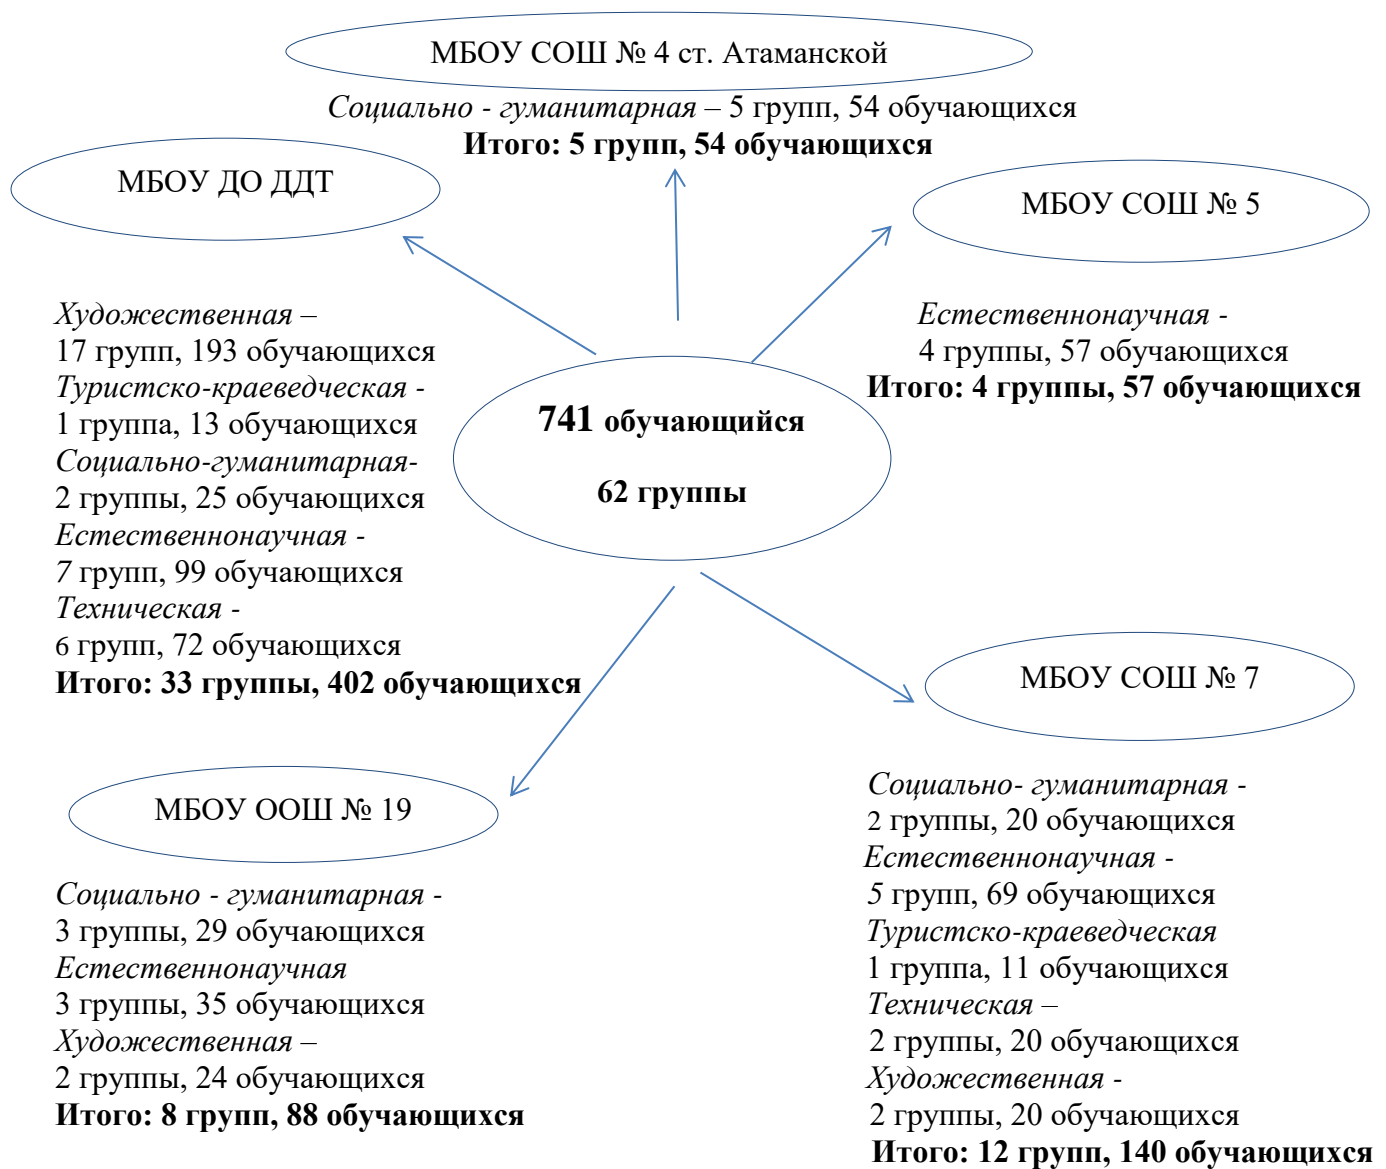 МБОУ СОШ № 4 ст. Атаманской
Социально - гуманитарная – 5 групп, 54 обучающихся
Итого: 5 групп, 54 обучающихся
МБОУ ДО ДДТ
Художественная –
17 групп, 193 обучающихся
Туристско-краеведческая -
1 группа, 13 обучающихся
Социально-гуманитарная-
2 группы, 25 обучающихся
Естественнонаучная -
7 групп, 99 обучающихся
Техническая -
6 групп, 72 обучающихся
Итого: 33 группы, 402 обучающихся
МБОУ СОШ № 5
Естественнонаучная -
4 группы, 57 обучающихся
Итого: 4 группы, 57 обучающихся
741 обучающийся
62 группы
МБОУ ООШ № 19
Социально - гуманитарная -
3 группы, 29 обучающихся
Естественнонаучная
3 группы, 35 обучающихся
Художественная –
2 группы, 24 обучающихся
Итого: 8 групп, 88 обучающихся
МБОУ СОШ № 7
Социально- гуманитарная -
2 группы, 20 обучающихся
Естественнонаучная -
5 групп, 69 обучающихся
Туристско-краеведческая
1 группа, 11 обучающихся
Техническая –
2 группы, 20 обучающихся
Художественная -
2 группы, 20 обучающихся
Итого: 12 групп, 140 обучающихся